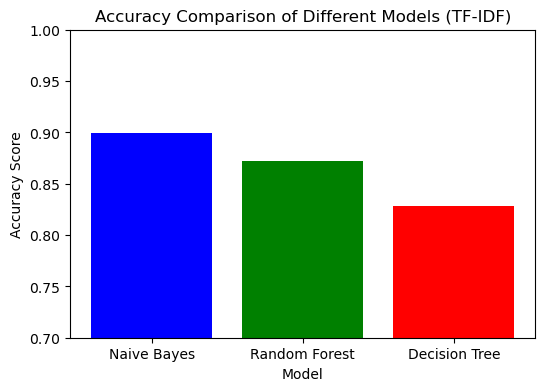 Accuracy Comparison of Different Models (TF-IDF)
1.00
0.95
0.90
0.85
0.80
0.75
0.70
Accuracy Score
Naive Bayes
Random Forest
Decision Tree
Model